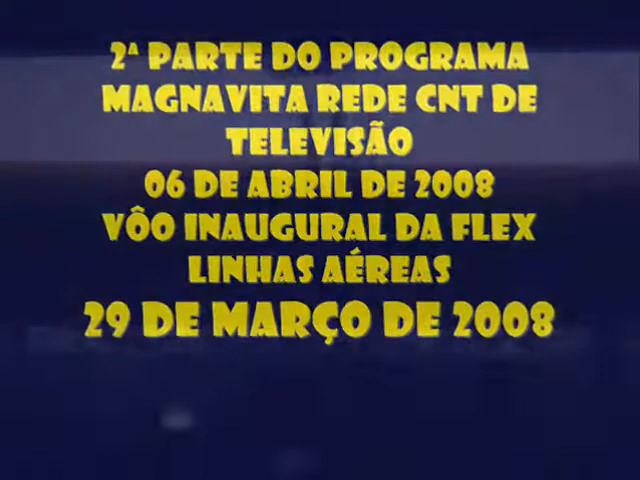 2ª PARTE DO PROGRAMA
MAGNAVITA REDE CNT DE
TELEVISÃO
06 DE ABRIL DE 2008
VÔO INAUGURAL DA FLEX
LINHAS AÉREAS
29 DE MARÇO DE 2008